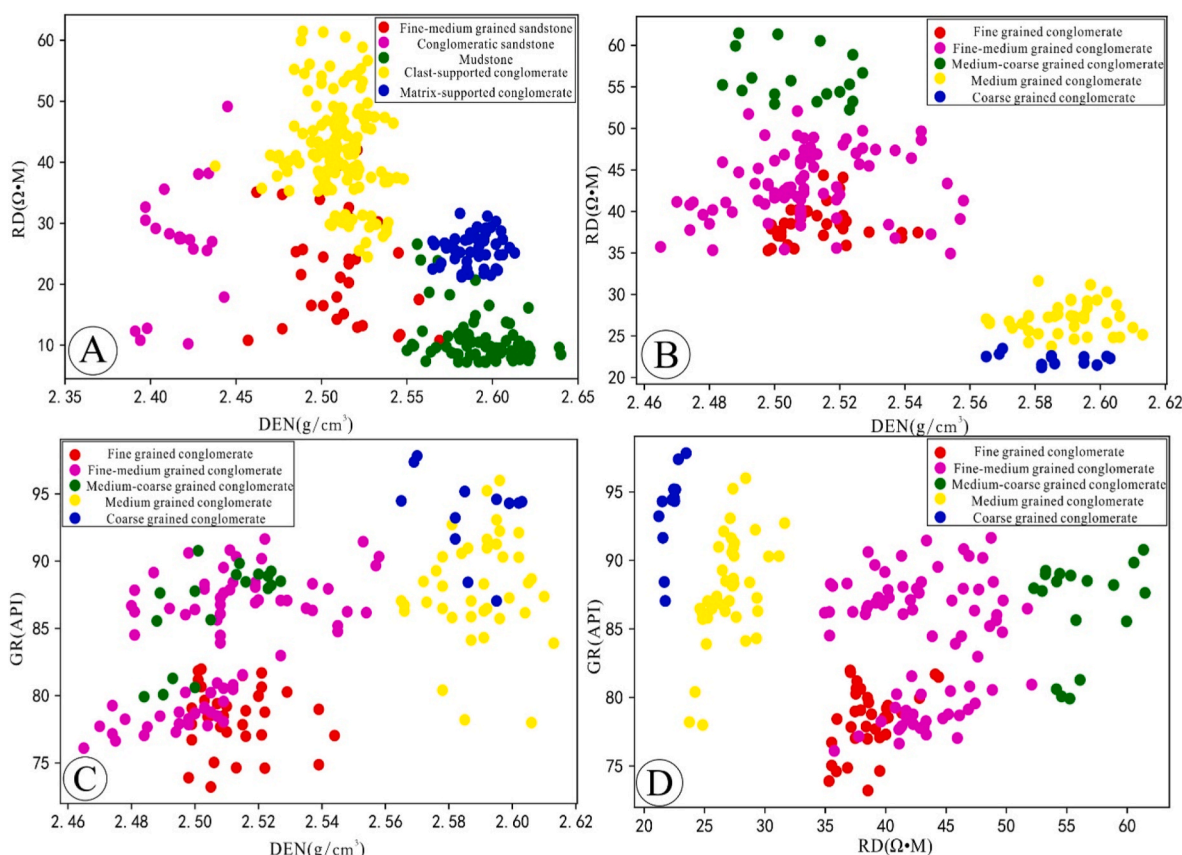 60
50
40
30
20
10
RD(Ω•M)
Fine-medium grained sandstone
Conglomeratic sandstone
Mudstone
Clast-supported conglomerate
Matrix-supported conglomerate
A
2.35 2.40 2.45 2.50 2.55 2.60 2.65
DEN(g/cm³)
65
60
55
50
45
40
35
30
25
20
RD(Ω•M)
Fine grained conglomerate
Fine-medium grained conglomerate
Medium-coarse grained conglomerate
Medium grained conglomerate
Coarse grained conglomerate
B
2.46 2.48 2.50 2.52 2.54 2.56 2.58 2.60 2.62
DEN(g/cm³)
95
90
85
80
75
GR(API)
Fine grained conglomerate
Fine-medium grained conglomerate
Medium-coarse grained conglomerate
Medium grained conglomerate
Coarse grained conglomerate
C
2.46 2.48 2.50 2.52 2.54 2.56 2.58 2.60 2.62
DEN(g/cm³)
95
90
85
80
75
GR(API)
Fine grained conglomerate
Fine-medium grained conglomerate
Medium-coarse grained conglomerate
Medium grained conglomerate
Coarse grained conglomerate
D
20 25 30 35 40 45 50 55 60
RD(Ω•M)